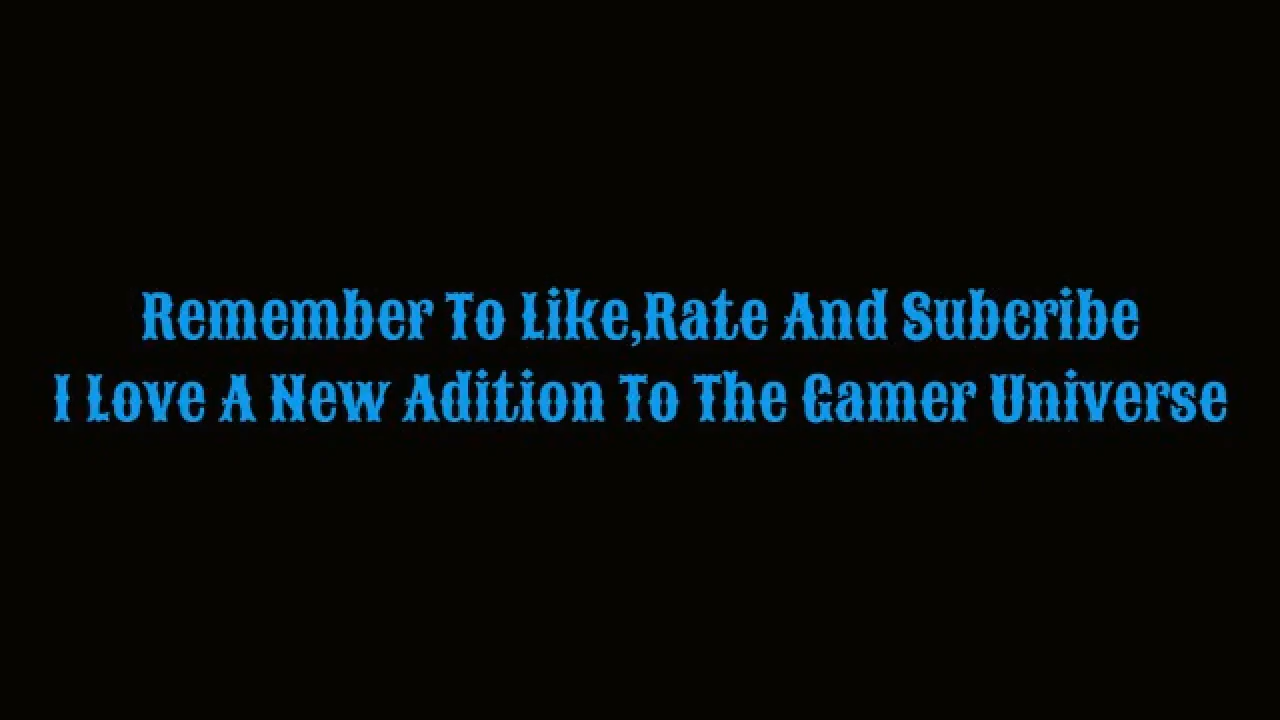 Remember To Like,Rate And Subcribe
I Love A New Adition To The Gamer Universe